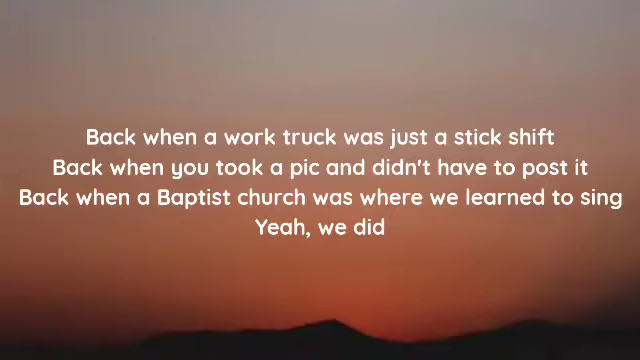 Back when a work truck was just a stick shift
Back when you took a pic and didn't have to post it
Back when a Baptist church was where we learned to sing
Yeah, we did